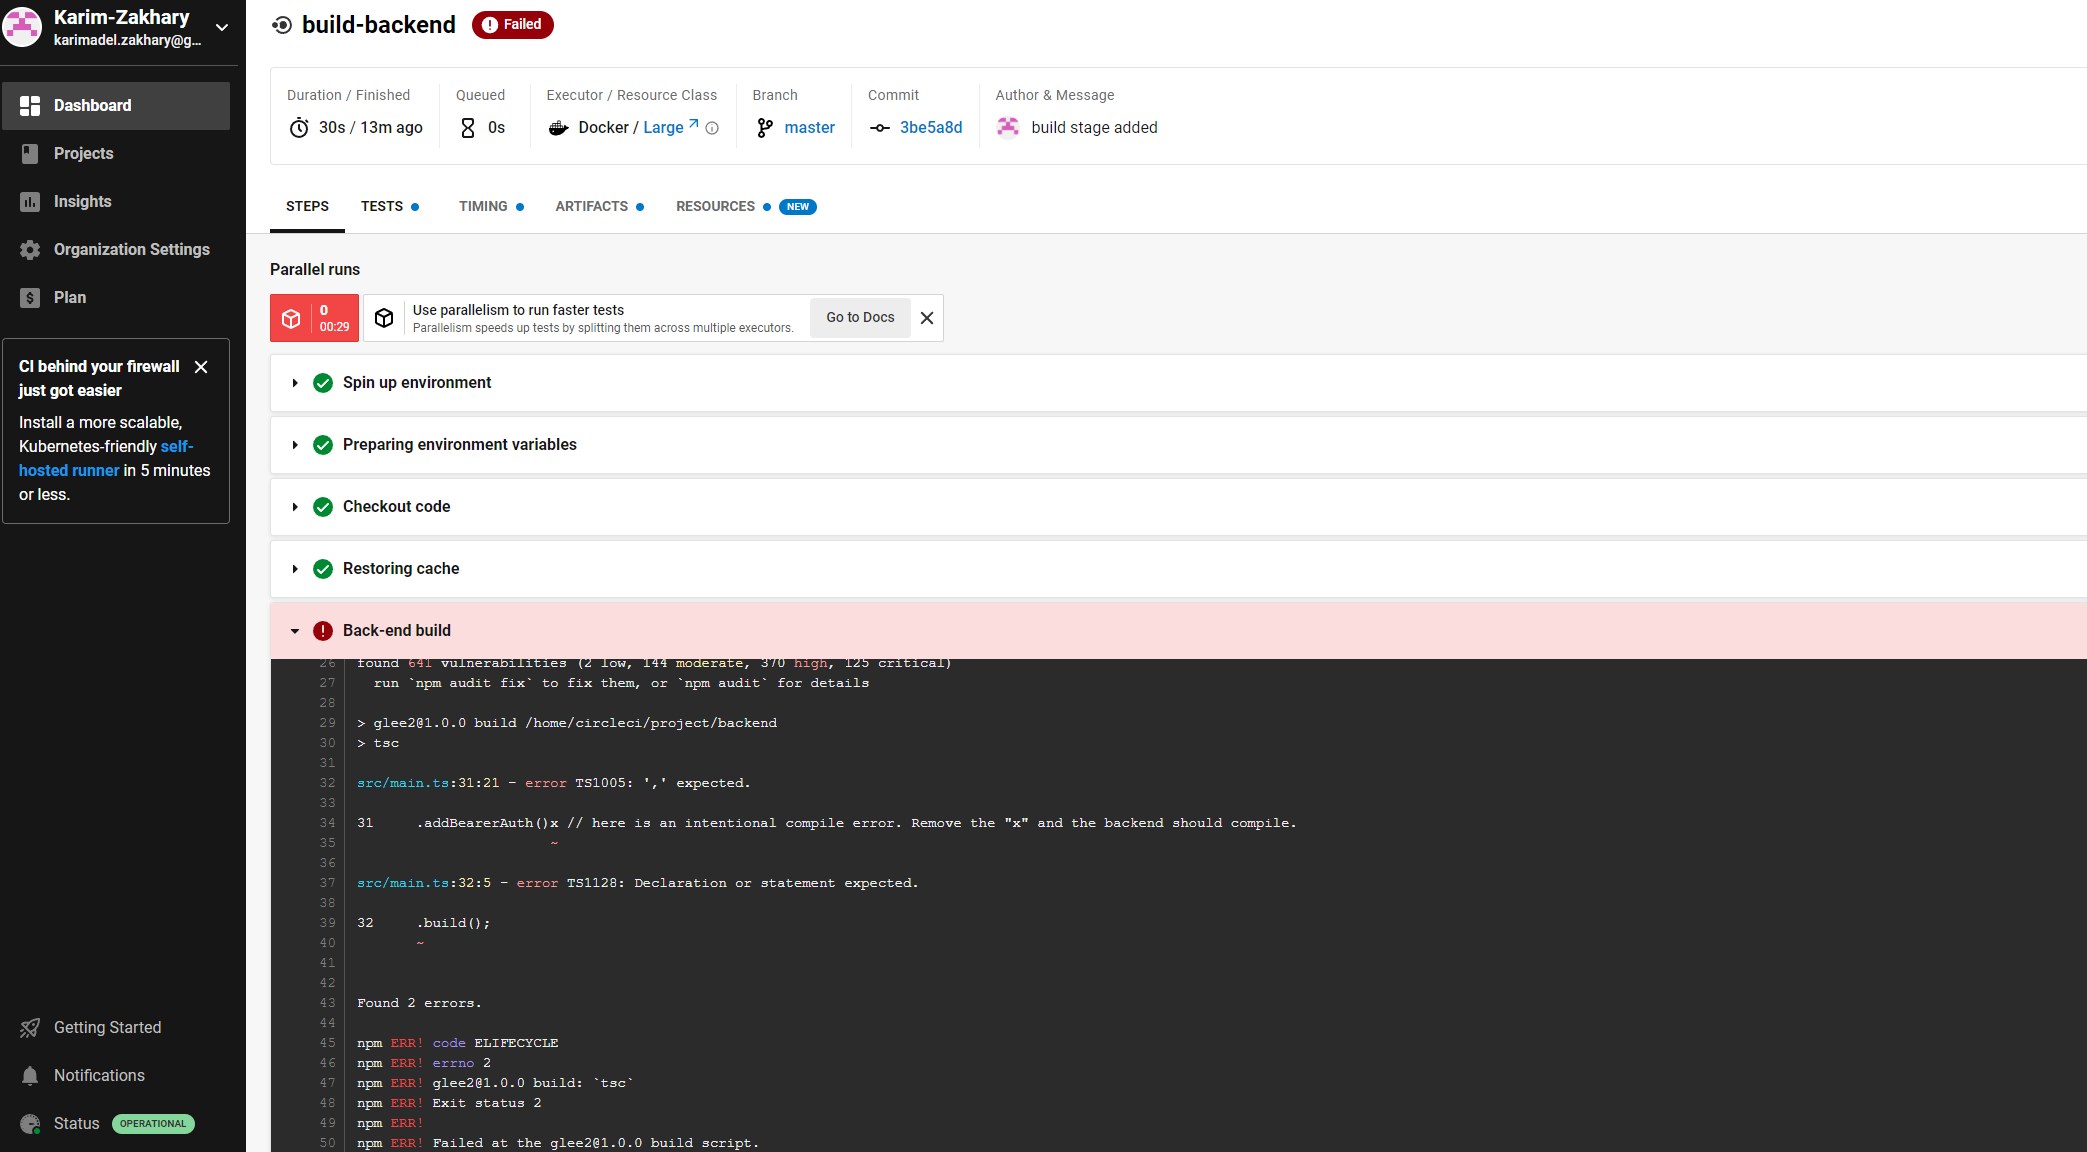 Karim-Zakhary
karimadel.zakhary@g...
Dashboard
Projects
Insights
Organization Settings
Plan
CI behind your firewall
just got easier
Install a more scalable,
Kubernetes-friendly self-
hosted runner in 5 minutes
or less.
Getting Started
Notifications
Status OPERATIONAL
build-backend Failed
Duration / Finished
30s / 13m ago
Queued
0s
Executor / Resource Class
Docker / Large
Branch
master
Commit
3be5a8d
Author & Message
build stage added
STEPS TESTS TIMING ARTIFACTS RESOURCES NEW
Parallel runs
0
00:29
Use parallelism to run faster tests
Parallelism speeds up tests by splitting them across multiple executors.
Go to Docs
Spin up environment
Preparing environment variables
Checkout code
Restoring cache
Back-end build
26 found 641 vulnerabilities (2 low, 144 moderate, 370 high, 125 critical)
27 run `npm audit fix` to fix them, or `npm audit` for details
28
29 > glee2@1.0.0 build /home/circleci/project/backend
30 > tsc
31
32 src/main.ts:31:21 - error TS1005: ',' expected.
33
34 31 .addBearerAuth()x // here is an intentional compile error. Remove the "x" and the backend should compile.
35 ~
36
37 src/main.ts:32:5 - error TS1128: Declaration or statement expected.
38
39 32 .build();
40 ~
41
42
43 Found 2 errors.
44
45 npm ERR! code ELIFECYCLE
46 npm ERR! errno 2
47 npm ERR! glee2@1.0.0 build: `tsc`
48 npm ERR! Exit status 2
49 npm ERR!
50 npm ERR! Failed at the glee2@1.0.0 build script.